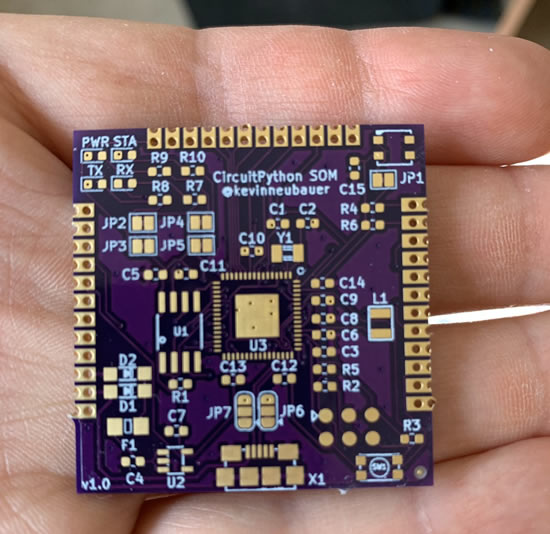 PWR STA
TX RX
R9 R10
R8 R7
CircuitPython SOM
@kevinneubauer
C15 JP1
R4
R6
JP2 JP4
JP3 JP5
C1 C2
C10 Y1
C5 C11
C14
C9
C8
C6
C3
R5
R2
L1
U1
U3
D2
D1
R1
C13 C12
F1
C7
JP7 JP6
R3
C4
U2
X1
SW1
v1.0